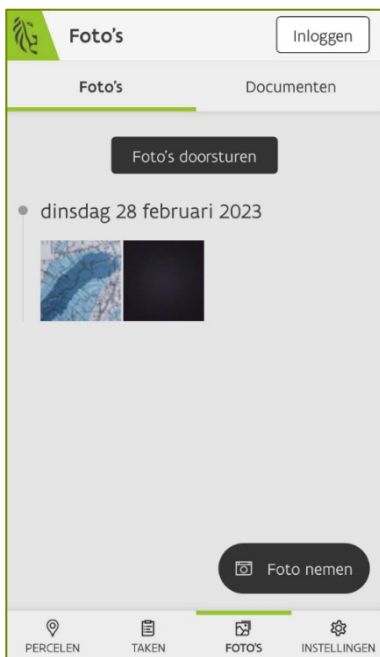 Foto's
Inloggen
Foto's Documenten
Foto's doorsturen
dinsdag 28 februari 2023
Foto nemen
PERCELEN TAKEN FOTO'S INSTELLINGEN